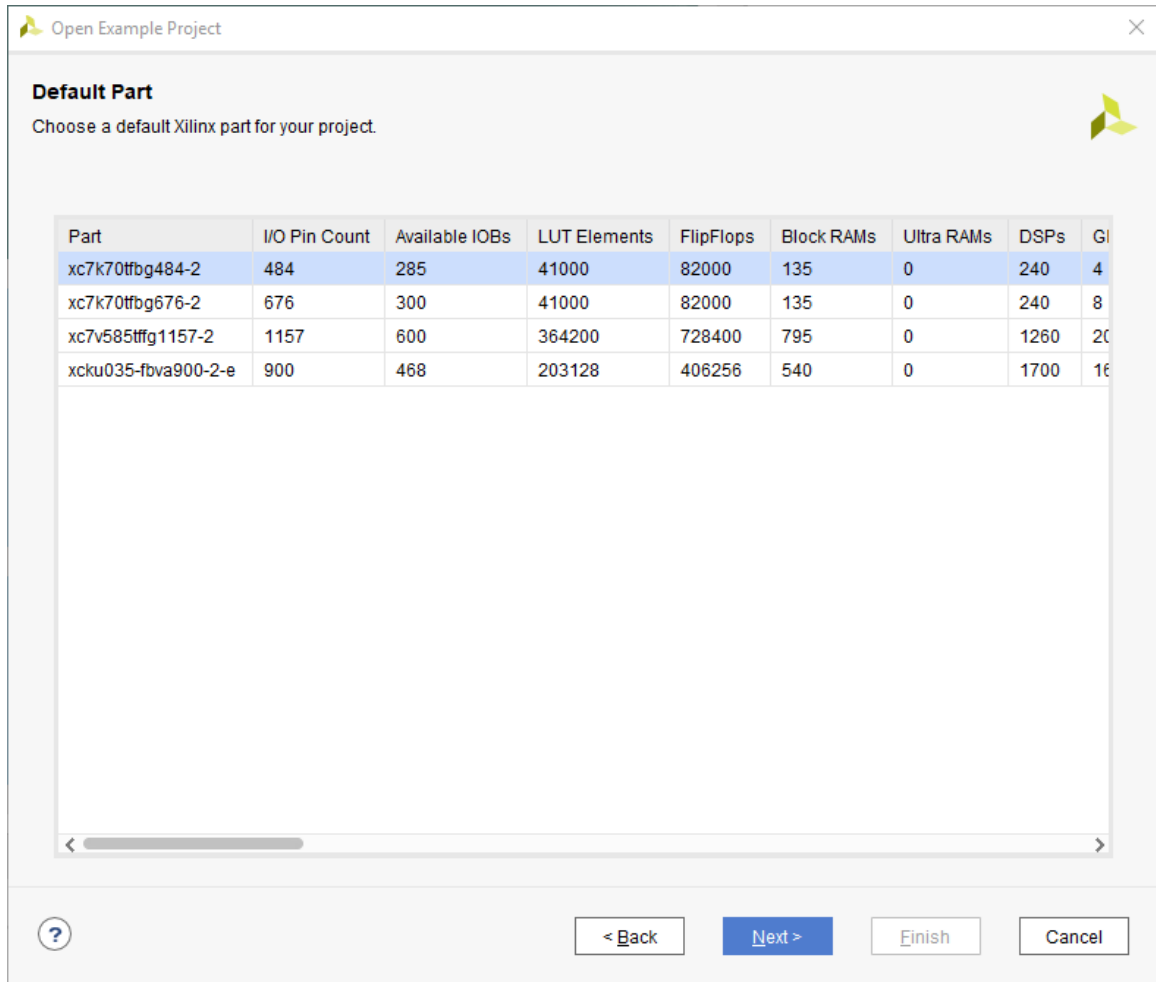 Open Example Project
Default Part
Choose a default Xilinx part for your project.
Part I/O Pin Count Available IOBs LUT Elements FlipFlops Block RAMs Ultra RAMs DSPs
xc7k70tfbg484-2 484 285 41000 82000 135 0 240 4
xc7k70tfbg676-2 676 300 41000 82000 135 0 240 8
xc7v585tffg1157-2 1157 600 364200 728400 795 0 1260 20
xcku035-fbva900-2-e 900 468 203128 406256 540 0 1700 16
? < Back Next > Finish Cancel